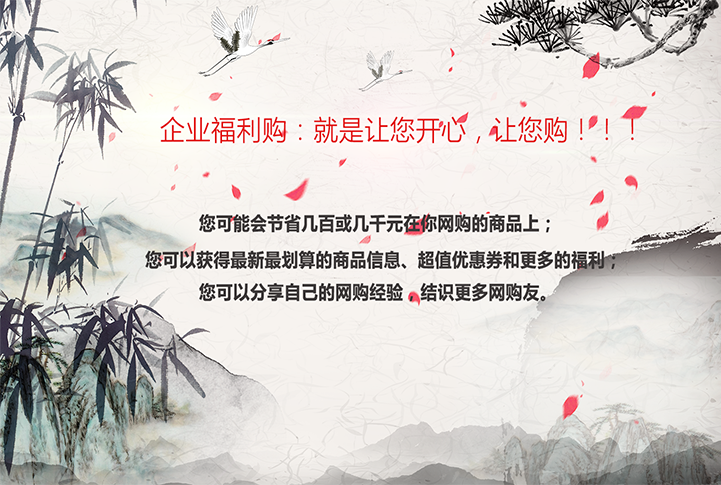 企业福利购：就是让您开心，让您购！！！
您可能会节省几百或几千元在你网购的商品上；
您可以获得最新最划算的商品信息、超值优惠券和更多的福利；
您可以分享自己的网购经验，结识更多网购友。